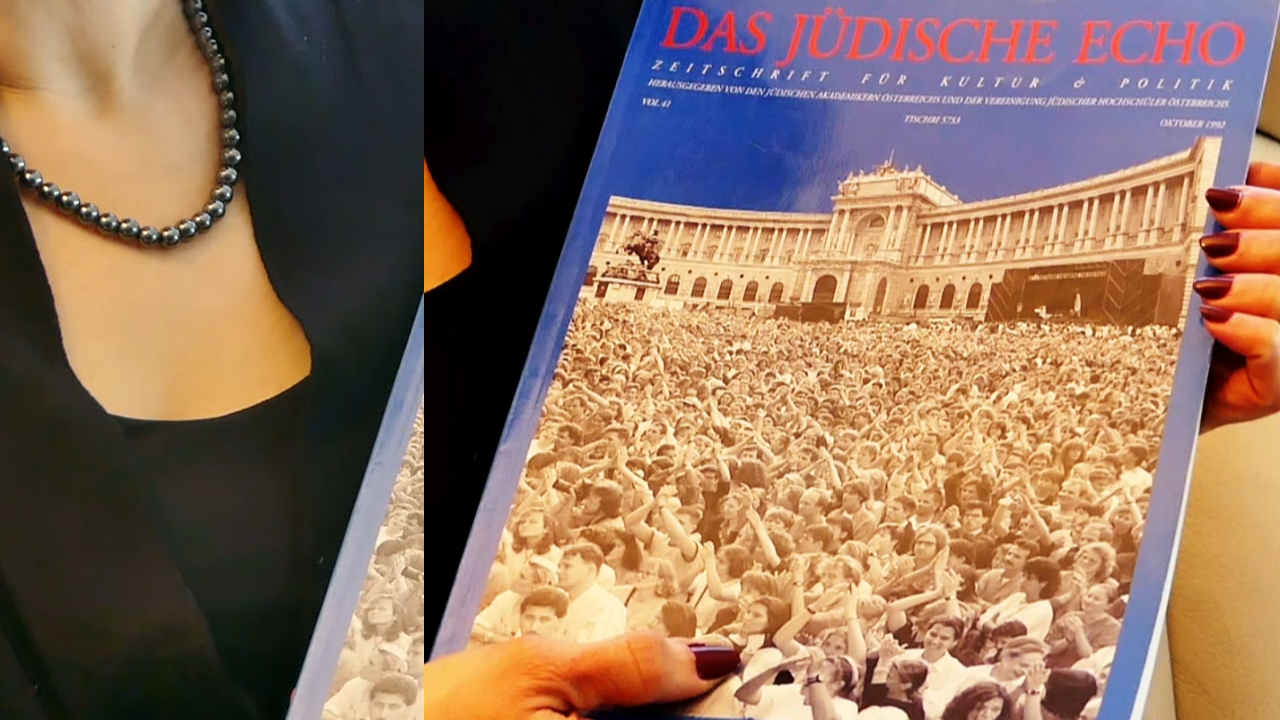 DAS JÜDISCHE ECHO
ZEITSCHRIFT FÜR KULTUR & POLITIK
HERAUSGEGEBEN VON DEN JÜDISCHEN AKADEMIKERN ÖSTERREICHS UND DER VEREINIGUNG JÜDISCHER HOCHSCHÜLER ÖSTERREICHS
VOL 41 TISCHRI 5753 OKTOBER 1992